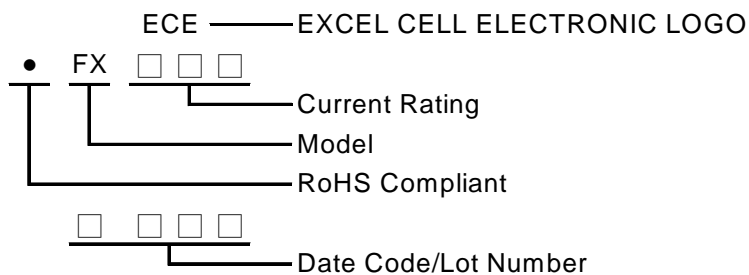 ECE EXCEL CELL ELECTRONIC LOGO
• FX □ □ □
Current Rating
Model
RoHS Compliant
□ □ □ □
Date Code/Lot Number